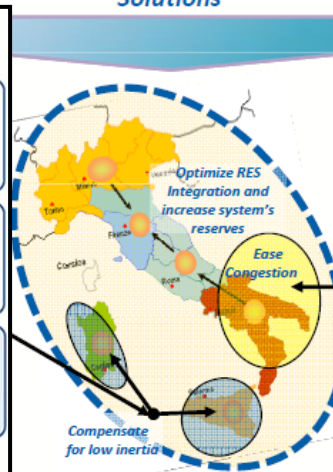 Solutions
Optimize RES
Integration and
increase system's
reserves
Milano
Torino
Firenze
Ease
Congestion
Corsica
Roma
Palermo
Compensate
for low inertia